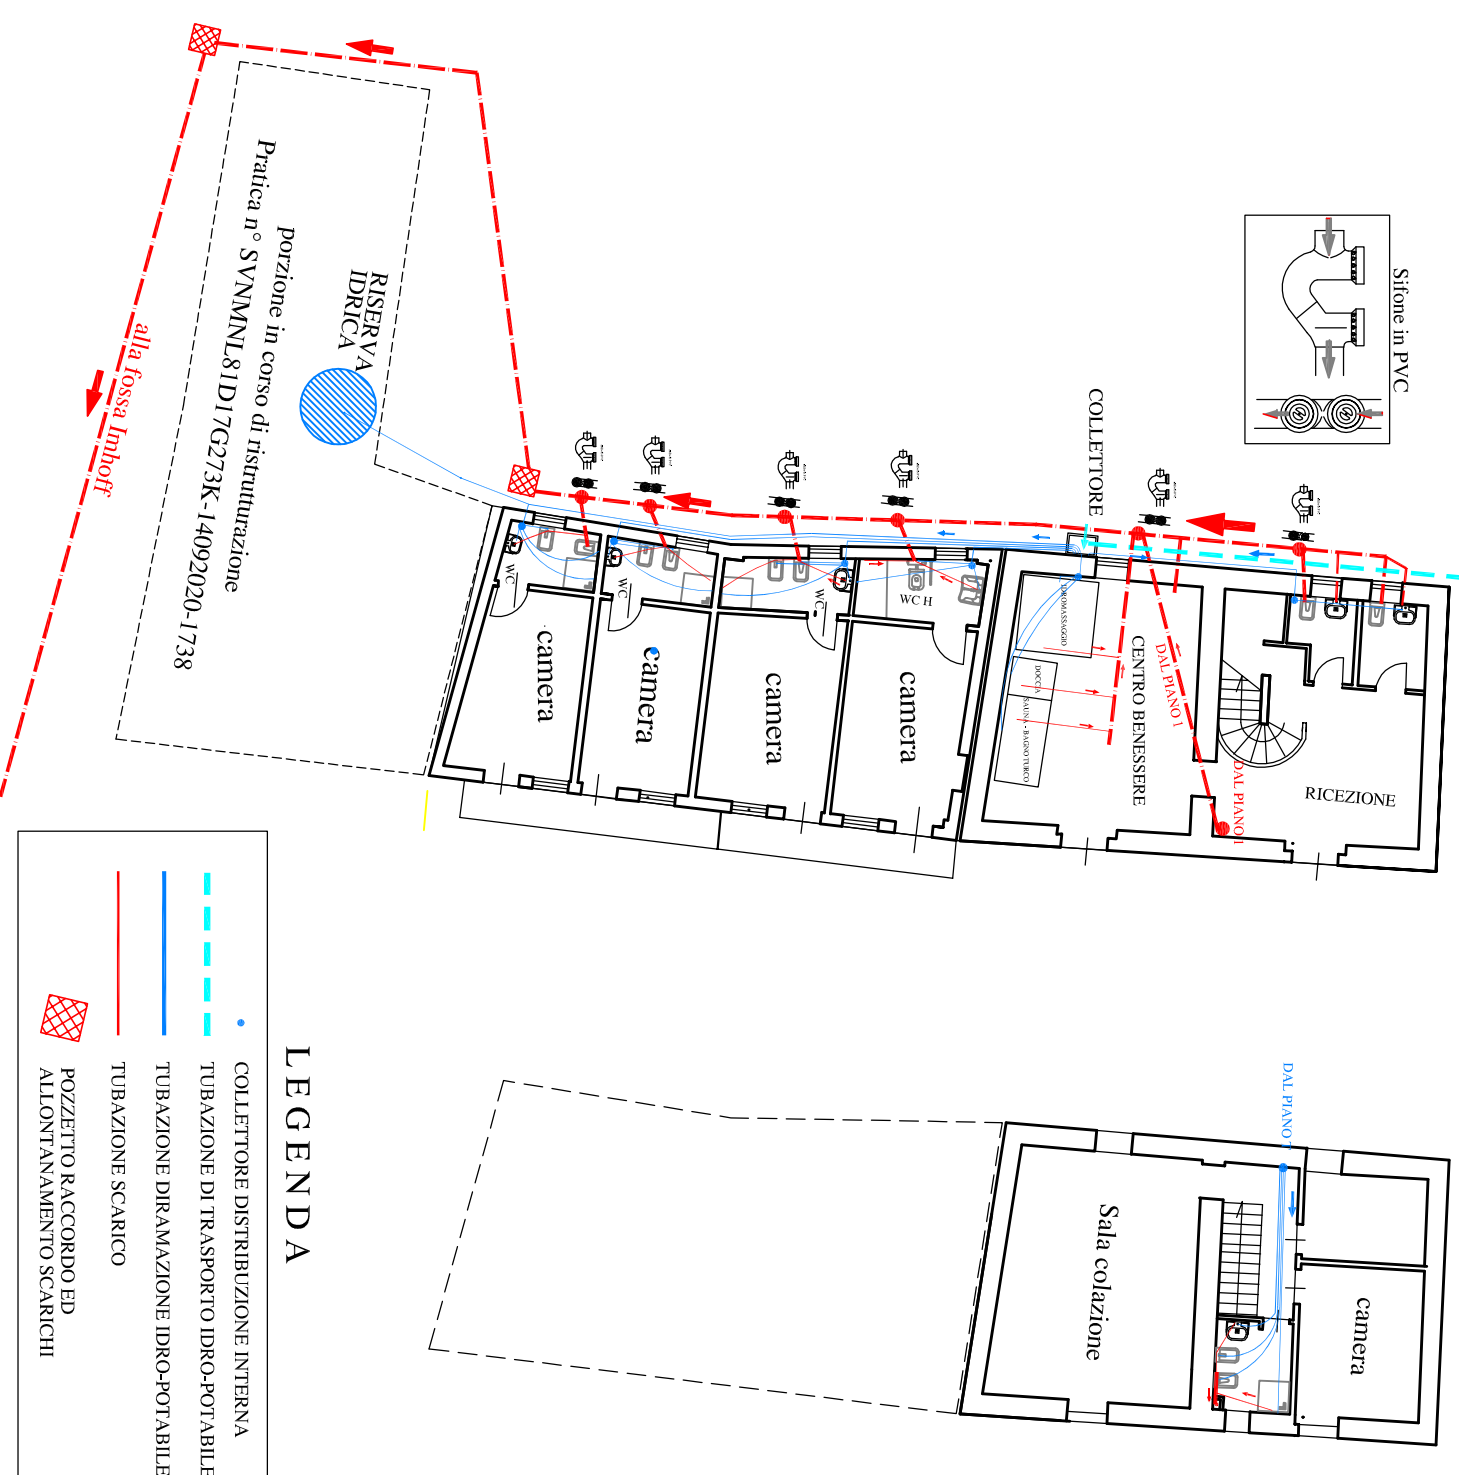 Sifone in PVC
COLLETTORE
RISERVA
IDRICA
porzione in corso di ristrutturazione
Pratica n° SVNMNL81D17G273K-14092020-1738
alla fossa Imhoff
WC
WC
WC
WC H
camera
camera
camera
camera
IDROMASSAGGIO
DOCCIA
SAUNA - BAGNO TURCO
CENTRO BENESSERE
DAL PIANO 1
DAL PIANO 1
RICEZIONE
DAL PIANO
Sala colazione
camera
LEGENDA
COLLETTORE DISTRIBUZIONE INTERNA
TUBAZIONE DI TRASPORTO IDRO-POTABILE
TUBAZIONE DIRAMAZIONE IDRO-POTABILE
TUBAZIONE SCARICO
POZZETTO RACCORDO ED
ALLONTANAMENTO SCARICHI